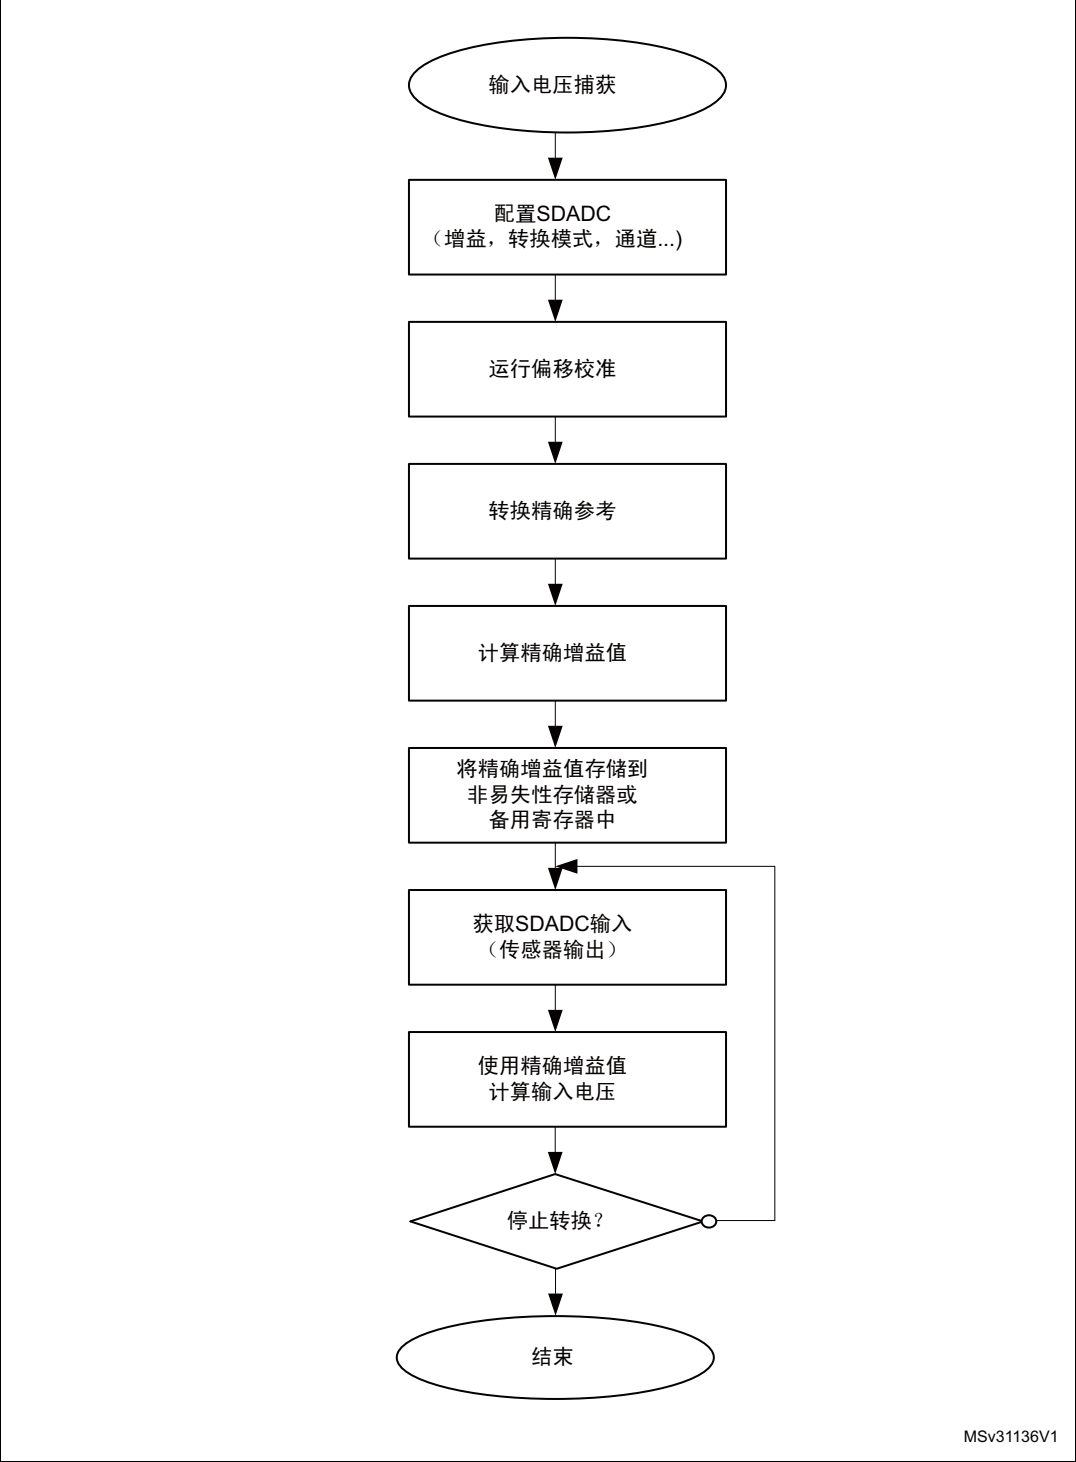 输入电压捕获
配置SDADC
（增益，转换模式，通道...)
运行偏移校准
转换精确参考
计算精确增益值
将精确增益值存储到
非易失性存储器或
备用寄存器中
获取SDADC输入
（传感器输出）
使用精确增益值
计算输入电压
停止转换?
结束
MSv31136V1